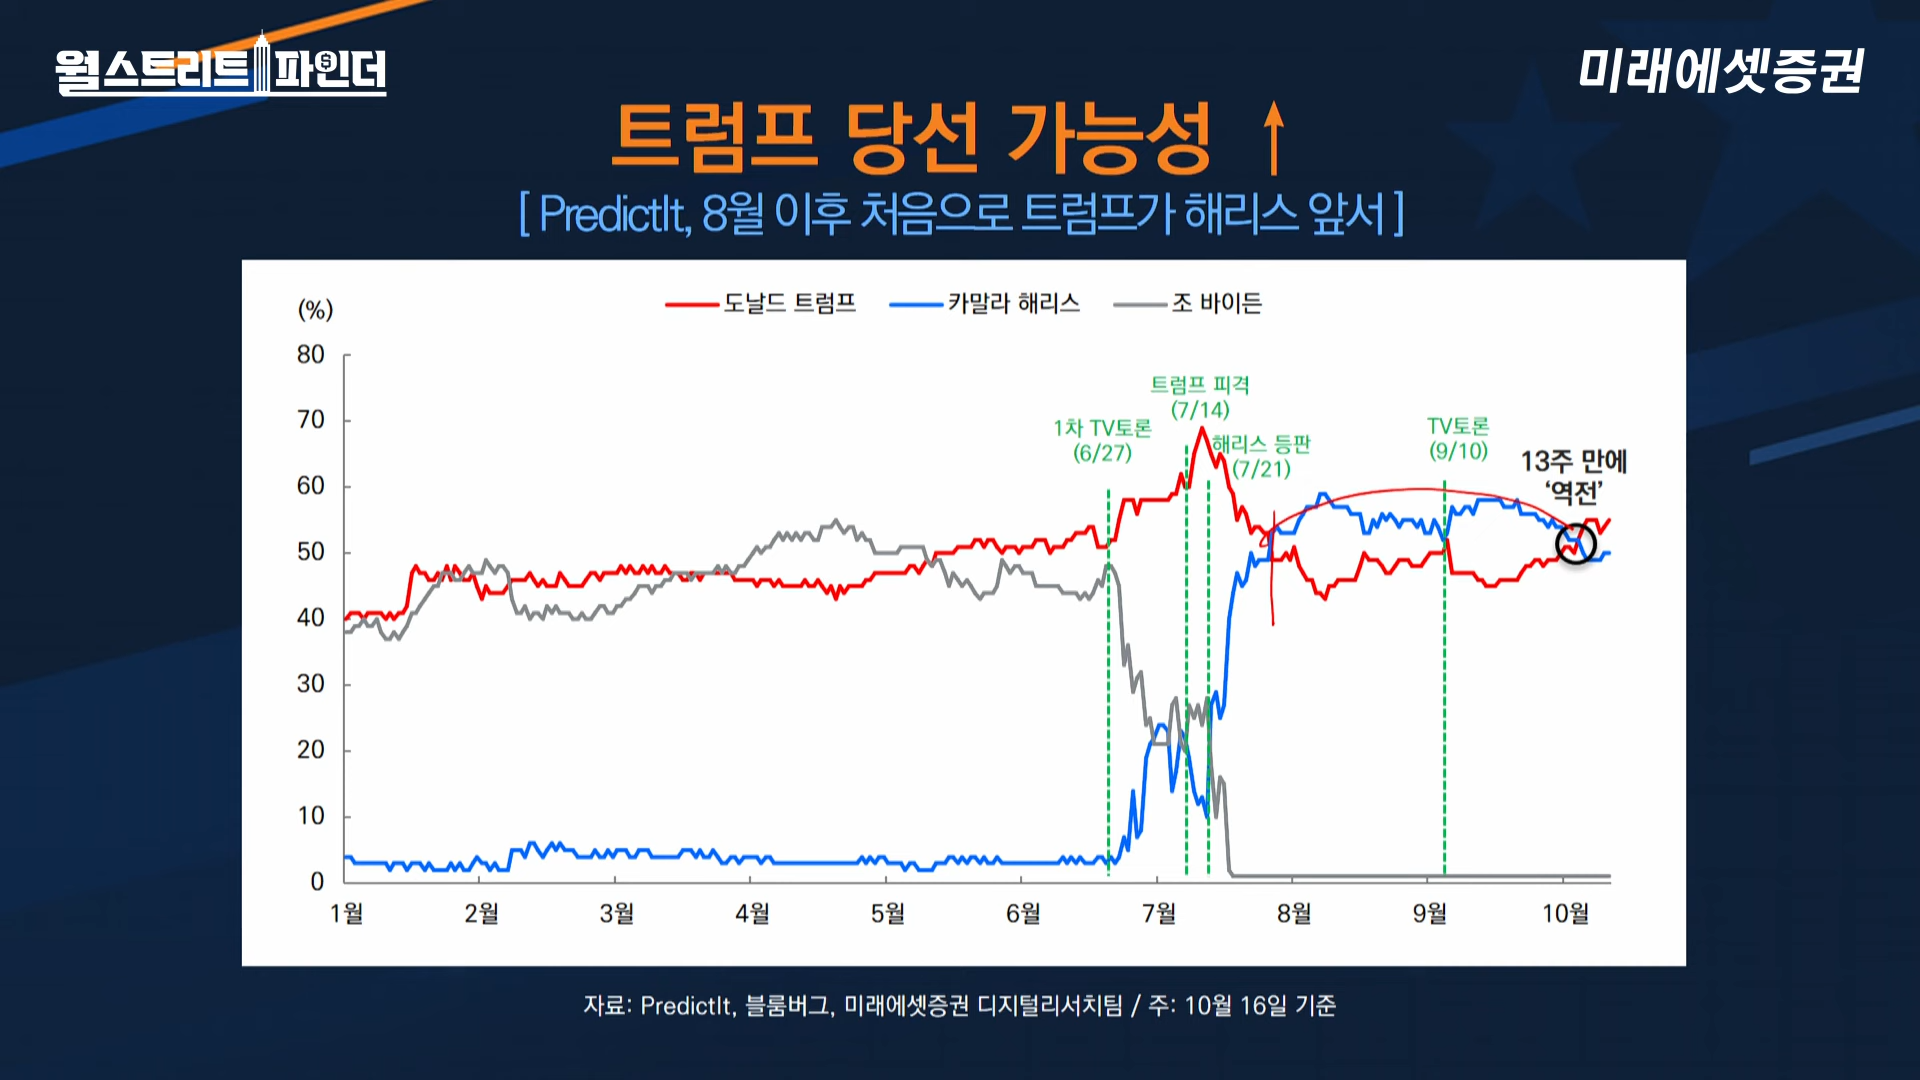 월스트리트 파인더
미래에셋증권
트럼프 당선 가능성 ↑
[ PredictIt, 8월 이후 처음으로 트럼프가 해리스 앞서 ]
(%)
도날드 트럼프
카말라 해리스
조 바이든
80
70
60
50
40
30
20
10
0
1차 TV토론
(6/27)
트럼프 피격
(7/14)
해리스 등판
(7/21)
TV토론
(9/10)
13주 만에
‘역전’
1월
2월
3월
4월
5월
6월
7월
8월
9월
10월
자료: PredictIt, 블룸버그, 미래에셋증권 디지털리서치팀 / 주: 10월 16일 기준